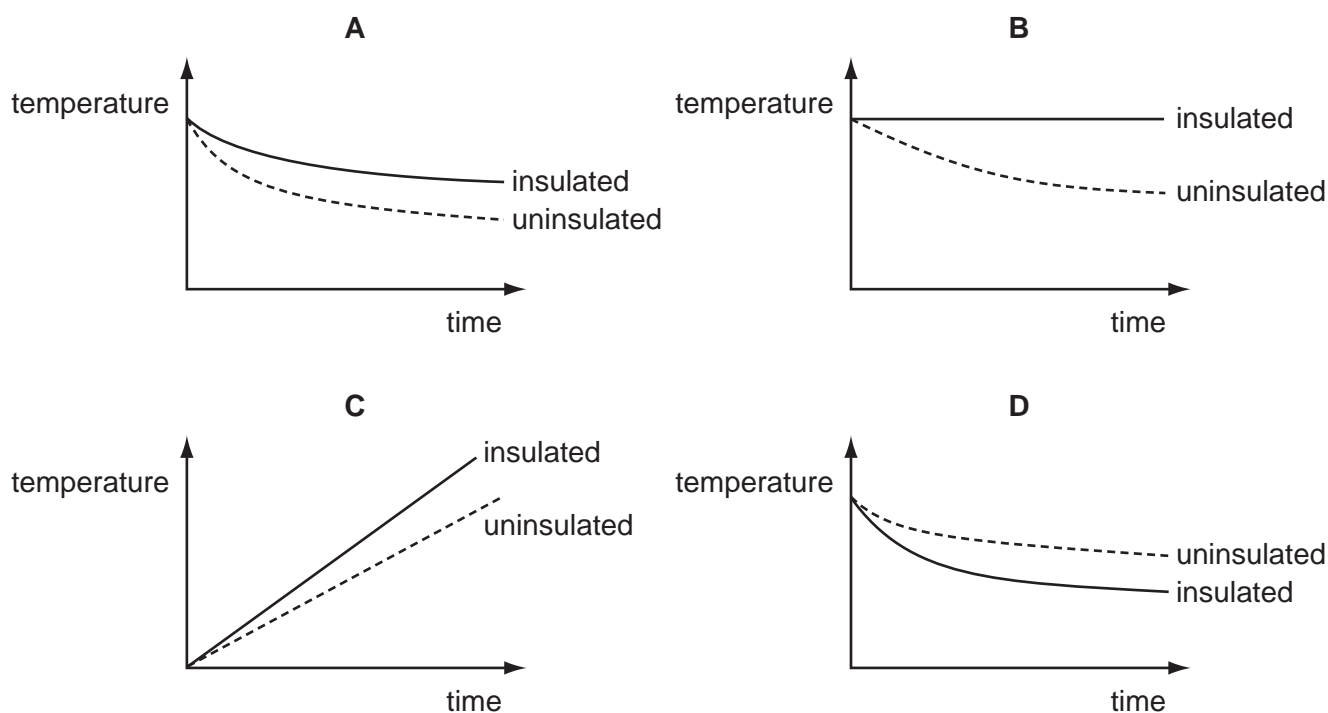 A
temperature
insulated
uninsulated
time
B
temperature
insulated
uninsulated
time
C
temperature
insulated
uninsulated
time
D
temperature
uninsulated
insulated
time